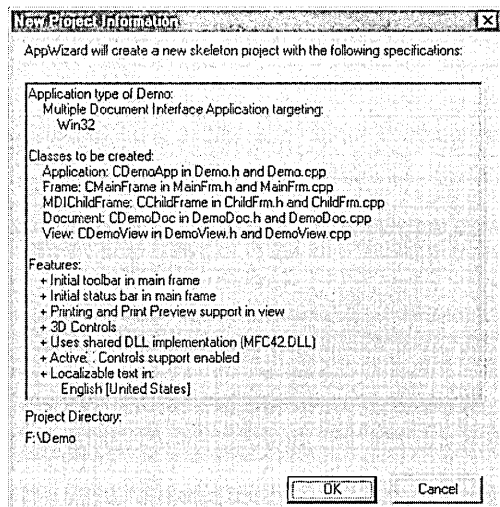 New Project Information
AppWizard will create a new skeleton project with the following specifications:
Application type of Demo:
Multiple Document Interface Application targeting:
Win32
Classes to be created:
Application: CDemoApp in Demo.h and Demo.cpp
Frame: CMainFrame in MainFrm.h and MainFrm.cpp
MDIChildFrame: CChildFrame in ChildFrm.h and ChildFrm.cpp
Document: CDemoDoc in DemoDoc.h and DemoDoc.cpp
View: CDemoView in DemoView.h and DemoView.cpp
Features:
+ Initial toolbar in main frame
+ Initial status bar in main frame
+ Printing and Print Preview support in view
+ 3D Controls
+ Uses shared DLL implementation (MFC42.DLL)
+ Active Controls support enabled
+ Localizable text in:
English [United States]
Project Directory:
F:\Demo
OK
Cancel